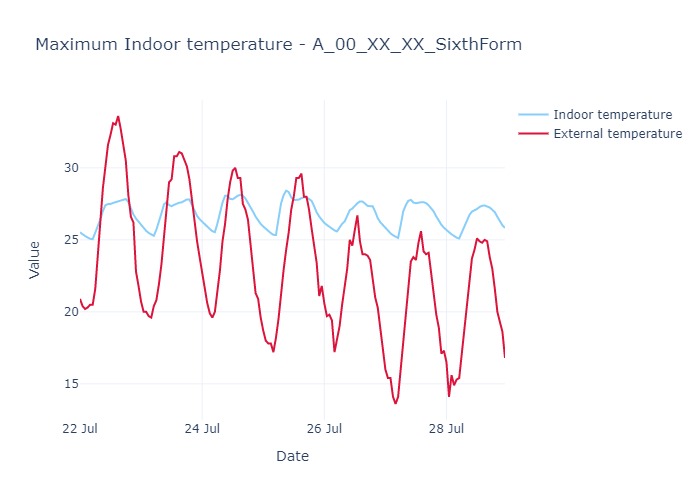 Maximum Indoor temperature - A_00_XX_XX_SixthForm
Indoor temperature
External temperature
30
25
20
15
Value
22 Jul
24 Jul
26 Jul
28 Jul
Date